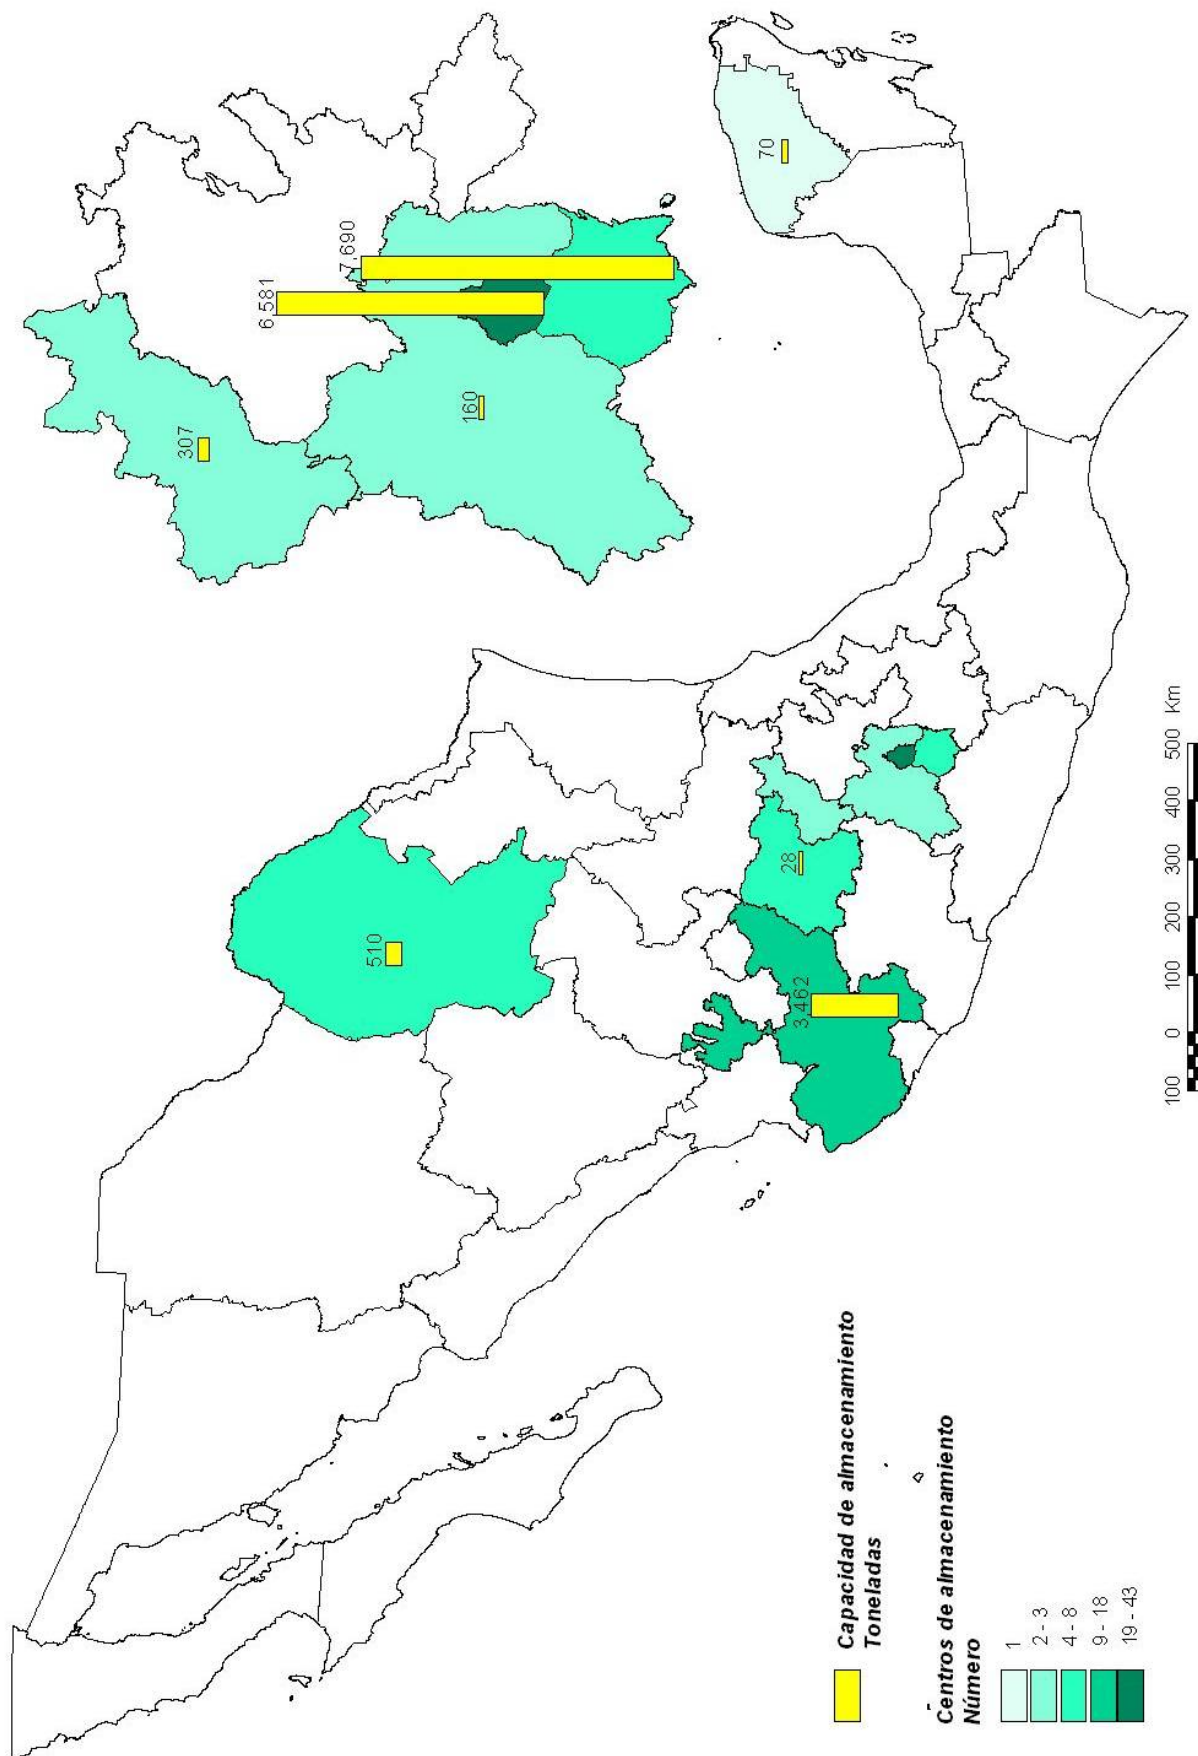 307
6,581
7,690
160
70
510
28
3,462
Capacidad de almacenamiento
Toneladas
Centros de almacenamiento
Número
1
2 - 3
4 - 8
9 - 18
19 - 43
100 0 100 200 300 400 500 Km